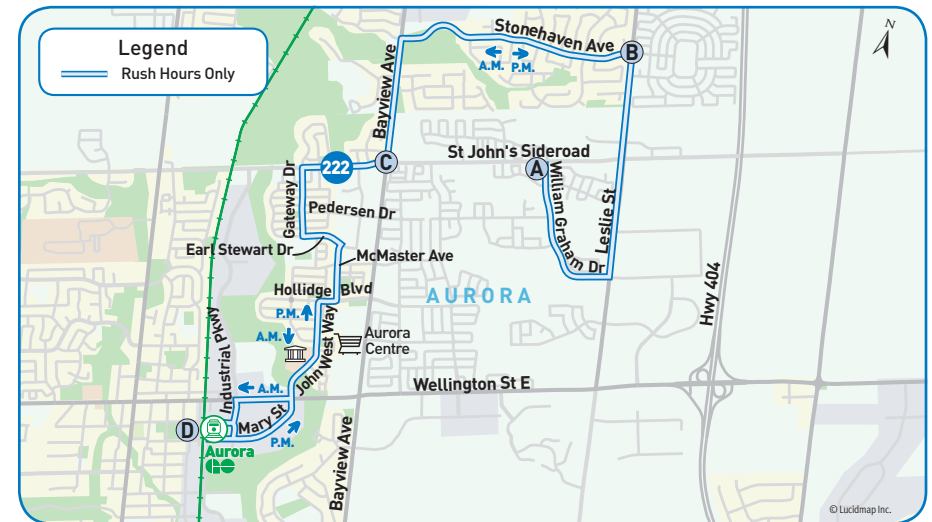 Legend
Rush Hours Only
N
Stonehaven Ave
A.M. P.M.
B
Bayview Ave
St John's Sideroad
222
C
A
Gateway Dr
William Graham Dr
Pedersen Dr
Leslie St
Earl Stewart Dr
McMaster Ave
Hollidge Blvd
AURORA
Hwy 404
P.M.
A.M.
Industrial Pkwy
John West Way
Aurora
Centre
A.M.
Wellington St E
Mary St
D
P.M.
Aurora
GO
Bayview Ave
© Lucidmap Inc.